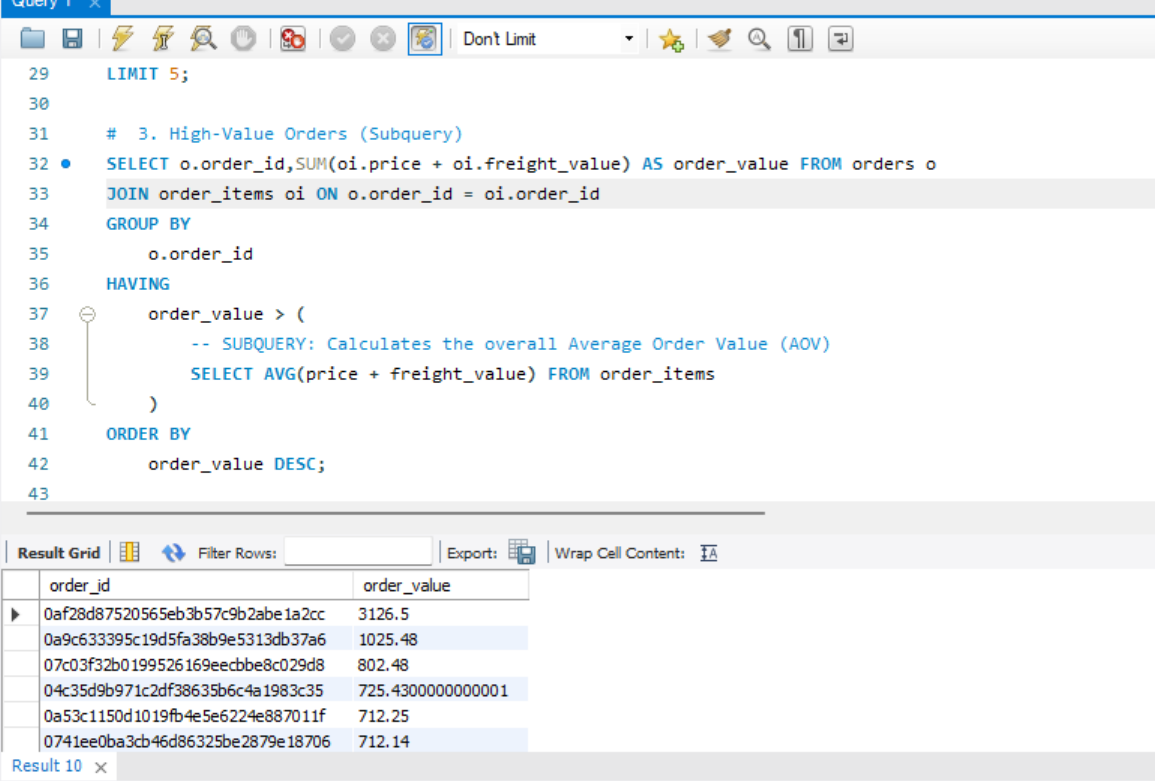 Query 1 ×
Don't Limit
29 LIMIT 5;
30
31 #  3. High-Value Orders (Subquery)
32 SELECT o.order_id,SUM(oi.price + oi.freight_value) AS order_value FROM orders o
33 JOIN order_items oi ON o.order_id = oi.order_id
34 GROUP BY
35 o.order_id
36 HAVING
37 order_value > (
38 -- SUBQUERY: Calculates the overall Average Order Value (AOV)
39 SELECT AVG(price + freight_value) FROM order_items
40 )
41 ORDER BY
42 order_value DESC;
43
Result Grid Filter Rows: Export: Wrap Cell Content: IA
order_id order_value
0af28d87520565eb3b57c9b2abe1a2cc 3126.5
0a9c633395c19d5fa38b9e5313db37a6 1025.48
07c03f32b0199526169eecbbe8c029d8 802.48
04c35d9b971c2df38635b6c4a1983c35 725.4300000000001
0a53c1150d1019fb4e5e6224e887011f 712.25
0741ee0ba3cb46d86325be2879e18706 712.14
Result 10 ×